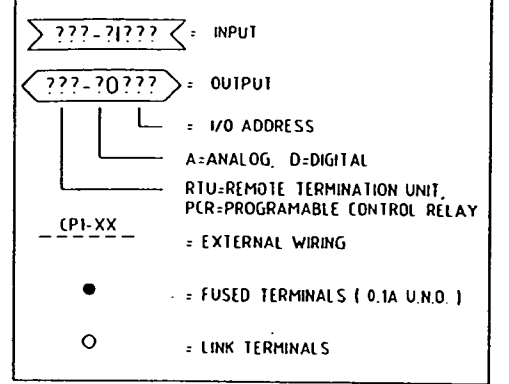 ???-?I??? = INPUT
???-?O??? = OUTPUT
= I/O ADDRESS
A=ANALOG, D=DIGITAL
RTU=REMOTE TERMINATION UNIT,
PCR=PROGRAMABLE CONTROL RELAY
CP1-XX
= EXTERNAL WIRING
= FUSED TERMINALS ( 0.1A U.N.O. )
= LINK TERMINALS